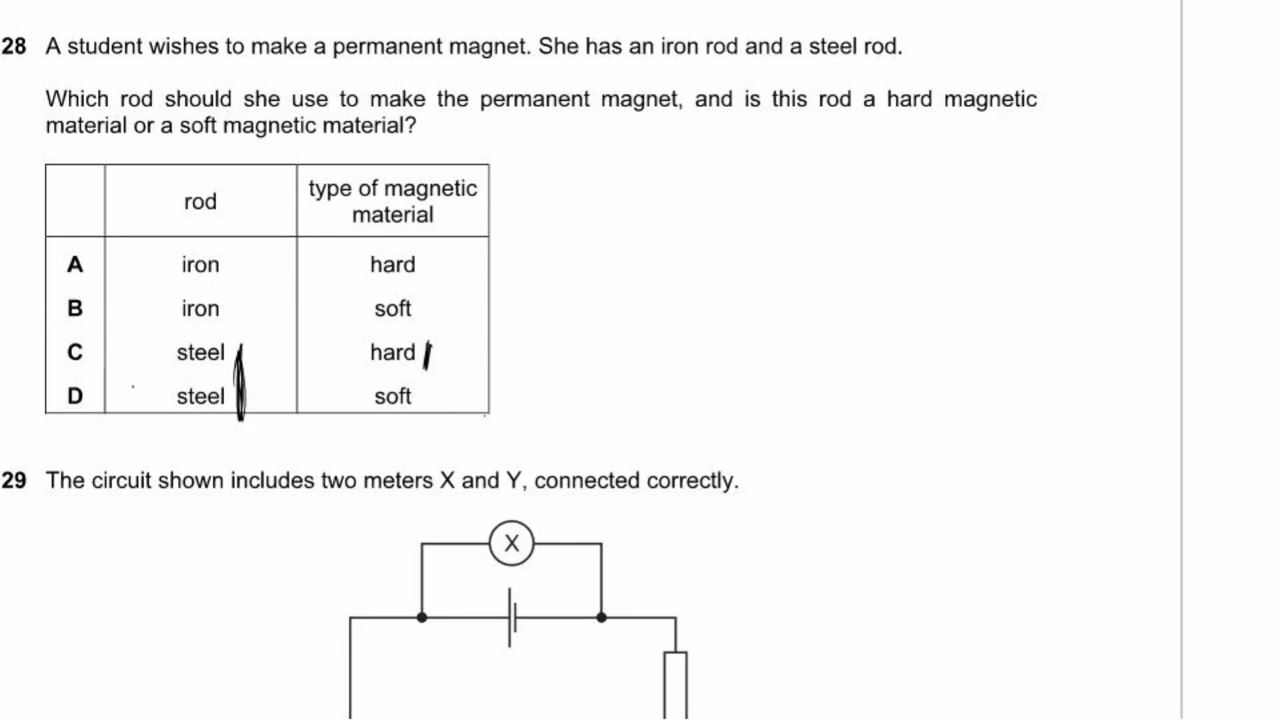 28 A student wishes to make a permanent magnet. She has an iron rod and a steel rod.
Which rod should she use to make the permanent magnet, and is this rod a hard magnetic
material or a soft magnetic material?
rod type of magnetic material
A iron hard
B iron soft
C steel hard
D steel soft
29 The circuit shown includes two meters X and Y, connected correctly.
X